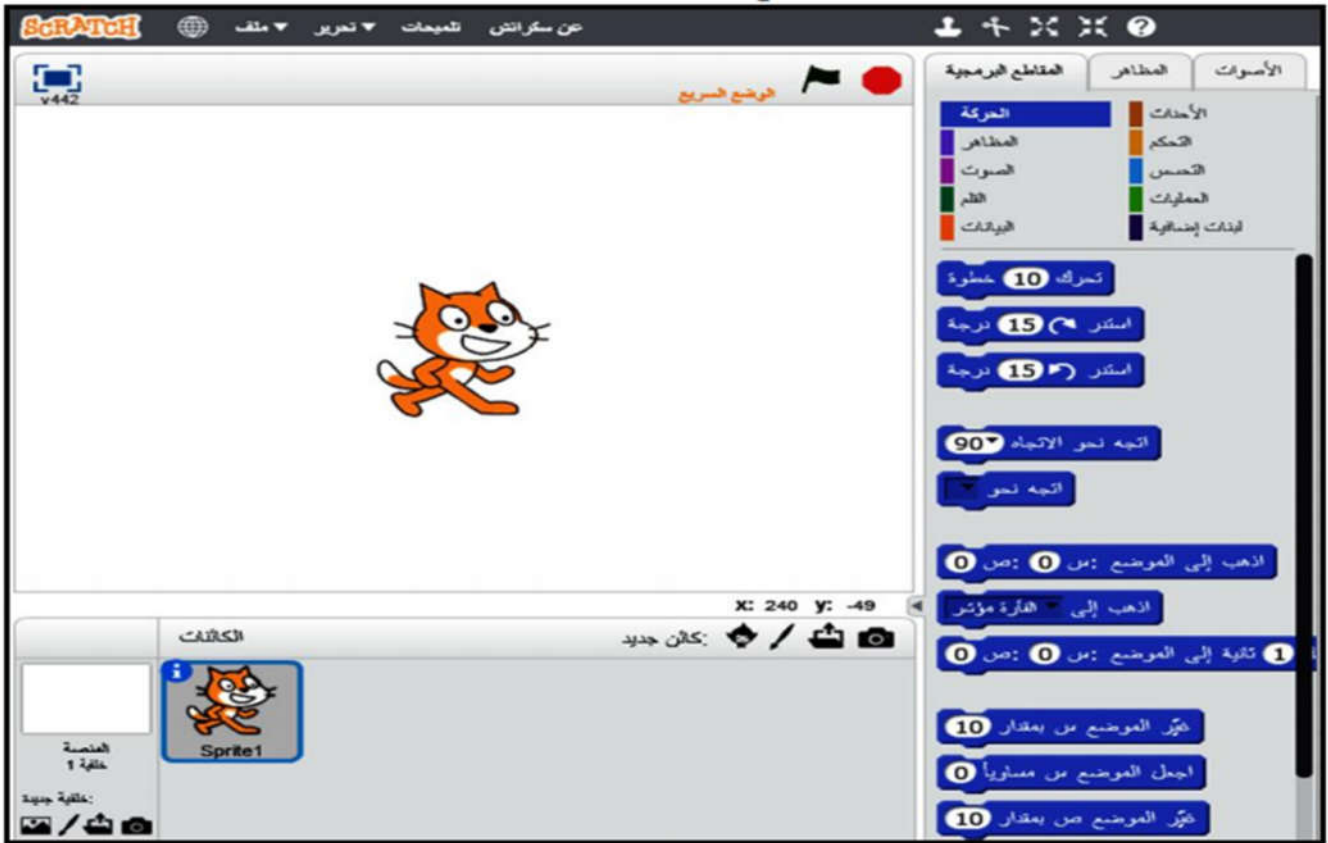 SCRATCH ملف تحرير تلميحات عن سكراتش
v442
الوضع السريع
المقاطع البرمجية المظاهر الأصوات
الحركة
المظاهر
الصوت
القلم
البيانات
الأحداث
التحكم
التحسس
العمليات
لبنات إضافية
تحرك 10 خطوة
استدر 15 درجة
استدر 15 درجة
اتجه نحو الاتجاه 90
اتجه نحو
اذهب إلى الموضع س: 0 ص: 0
اذهب إلى مؤشر الفأرة
1 ثانية إلى الموضع س: 0 ص: 0
غيّر الموضع س بمقدار 10
اجعل الموضع س مساوياً 0
غيّر الموضع ص بمقدار 10
X: 240 y: -49
الكائنات
كائن جديد:
Sprite1
المنصة
خلفية 1
خلفية جديدة: